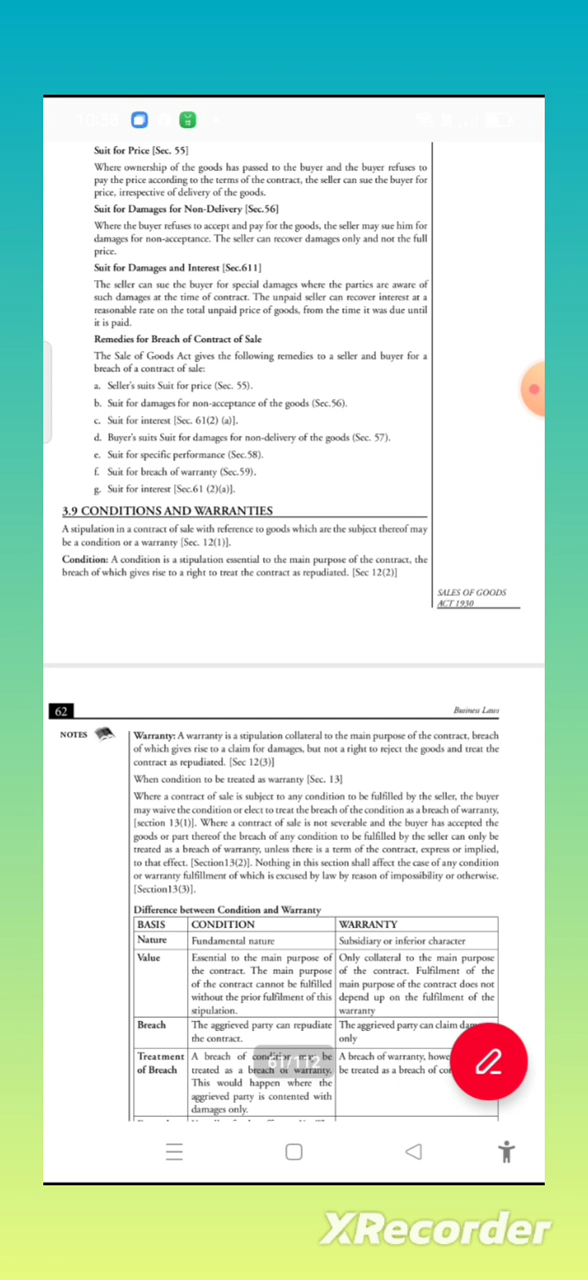 10:36
Suit for Price [Sec. 55]
Where ownership of the goods has passed to the buyer and the buyer refuses to
pay the price according to the terms of the contract, the seller can sue the buyer for
price, irrespective of delivery of the goods.
Suit for Damages for Non-Delivery [Sec.56]
Where the buyer refuses to accept and pay for the goods, the seller may sue him for
damages for non-acceptance. The seller can recover damages only and not the full
price.
Suit for Damages and Interest [Sec.611]
The seller can sue the buyer for special damages where the parties are aware of
such damages at the time of contract. The unpaid seller can recover interest at a
reasonable rate on the total unpaid price of goods, from the time it was due until
it is paid.
Remedies for Breach of Contract of Sale
The Sale of Goods Act gives the following remedies to a seller and buyer for a
breach of a contract of sale:
a. Seller's suits Suit for price (Sec. 55).
b. Suit for damages for non-acceptance of the goods (Sec.56).
c. Suit for interest [Sec. 61(2) (a)].
d. Buyer's suits Suit for damages for non-delivery of the goods (Sec. 57).
e. Suit for specific performance (Sec.58).
f. Suit for breach of warranty (Sec.59).
g. Suit for interest [Sec.61 (2)(a)].
3.9 CONDITIONS AND WARRANTIES
A stipulation in a contract of sale with reference to goods which are the subject thereof may
be a condition or a warranty [Sec. 12(1)].
Condition: A condition is a stipulation essential to the main purpose of the contract, the
breach of which gives rise to a right to treat the contract as repudiated. [Sec 12(2)]
SALES OF GOODS
ACT 1930
62
Business Laws
NOTES
Warranty: A warranty is a stipulation collateral to the main purpose of the contract, breach
of which gives rise to a claim for damages, but not a right to reject the goods and treat the
contract as repudiated. [Sec 12(3)]
When condition to be treated as warranty [Sec. 13]
Where a contract of sale is subject to any condition to be fulfilled by the seller, the buyer
may waive the condition or elect to treat the breach of the condition as a breach of warranty,
[section 13(1)]. Where a contract of sale is not severable and the buyer has accepted the
goods or part thereof the breach of any condition to be fulfilled by the seller can only be
treated as a breach of warranty, unless there is a term of the contract, express or implied,
to that effect. [Section13(2)]. Nothing in this section shall affect the case of any condition
or warranty fulfillment of which is excused by law by reason of impossibility or otherwise.
[Section13(3)].
Difference between Condition and Warranty
BASIS CONDITION WARRANTY
Nature Fundamental nature Subsidiary or inferior character
Value Essential to the main purpose of Only collateral to the main purpose
the contract. The main purpose of the contract. Fulfilment of the
of the contract cannot be fulfilled main purpose of the contract does not
without the prior fulfilment of this depend up on the fulfillment of the
stipulation. warranty
Breach The aggrieved party can repudiate The aggrieved party can claim
the contract. only
Treatment A breach of condition may be A breach of warranty,
of Breach treated as a breach of warranty. be treated as a breach of
This would happen where the
aggrieved party is contented with
damages only.
61/112
XRecorder